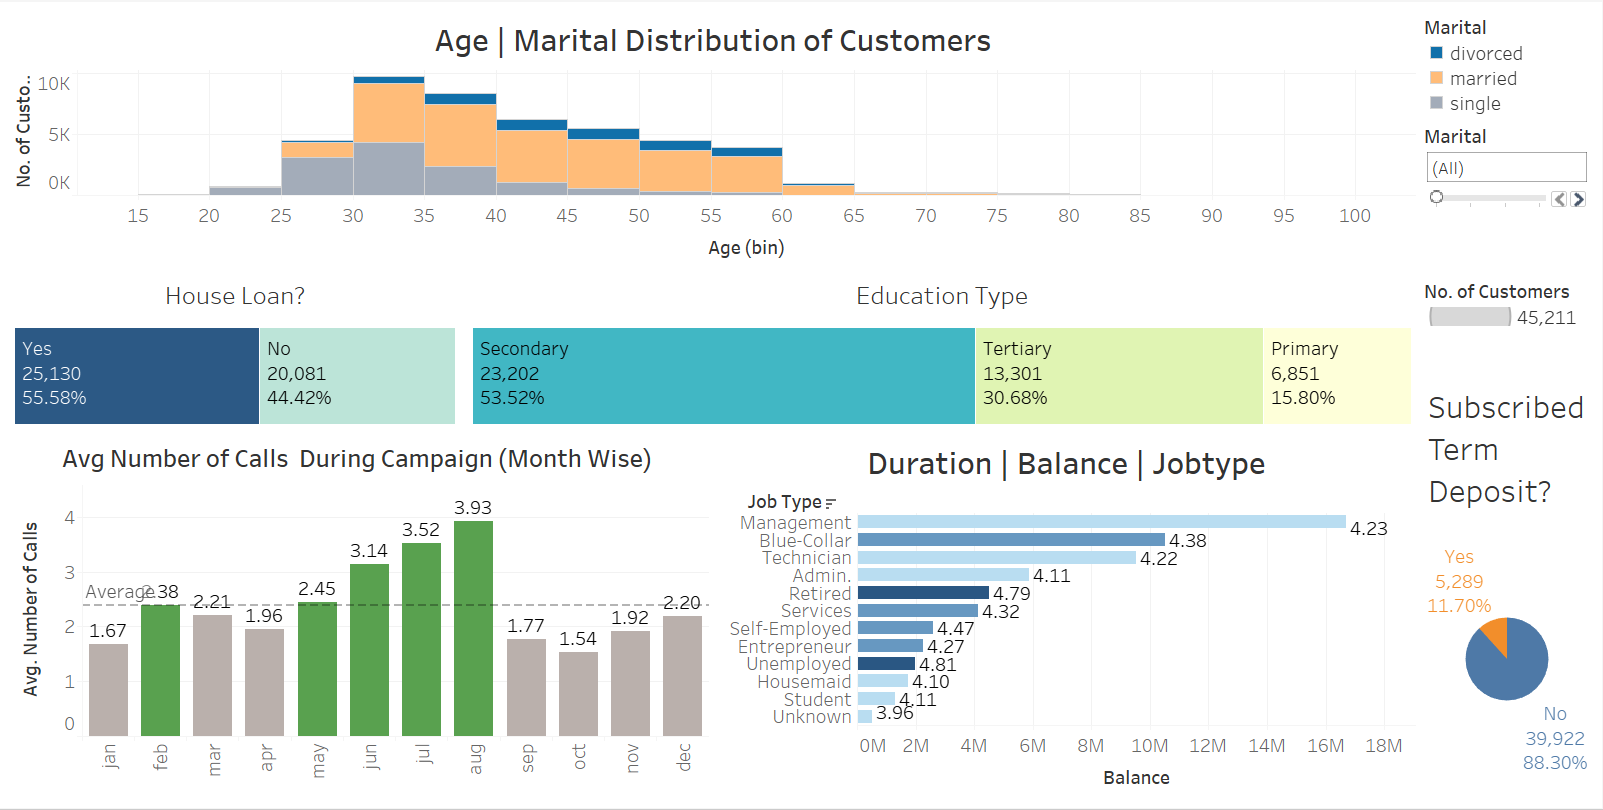 Age | Marital Distribution of Customers
No. of Custo..
10K
5K
0K
15 20 25 30 35 40 45 50 55 60 65 70 75 80 85 90 95 100
Age (bin)
Marital
divorced
married
single
Marital
(All)
House Loan?
Yes
25,130
55.58%
No
20,081
44.42%
Education Type
Secondary
23,202
53.52%
Tertiary
13,301
30.68%
Primary
6,851
15.80%
No. of Customers
45,211
Avg Number of Calls During Campaign (Month Wise)
Avg. Number of Calls
4
3
2
1
0
Average
1.67
2.38
2.21
1.96
2.45
3.14
3.52
3.93
1.77
1.54
1.92
2.20
jan feb mar apr may jun jul aug sep oct nov dec
Duration | Balance | Jobtype
Job Type
Management 4.23
Blue-Collar 4.38
Technician 4.22
Admin. 4.11
Retired 4.79
Services 4.32
Self-Employed 4.47
Entrepreneur 4.27
Unemployed 4.81
Housemaid 4.10
Student 4.11
Unknown 3.96
0M 2M 4M 6M 8M 10M 12M 14M 16M 18M
Balance
Subscribed
Term
Deposit?
Yes
5,289
11.70%
No
39,922
88.30%